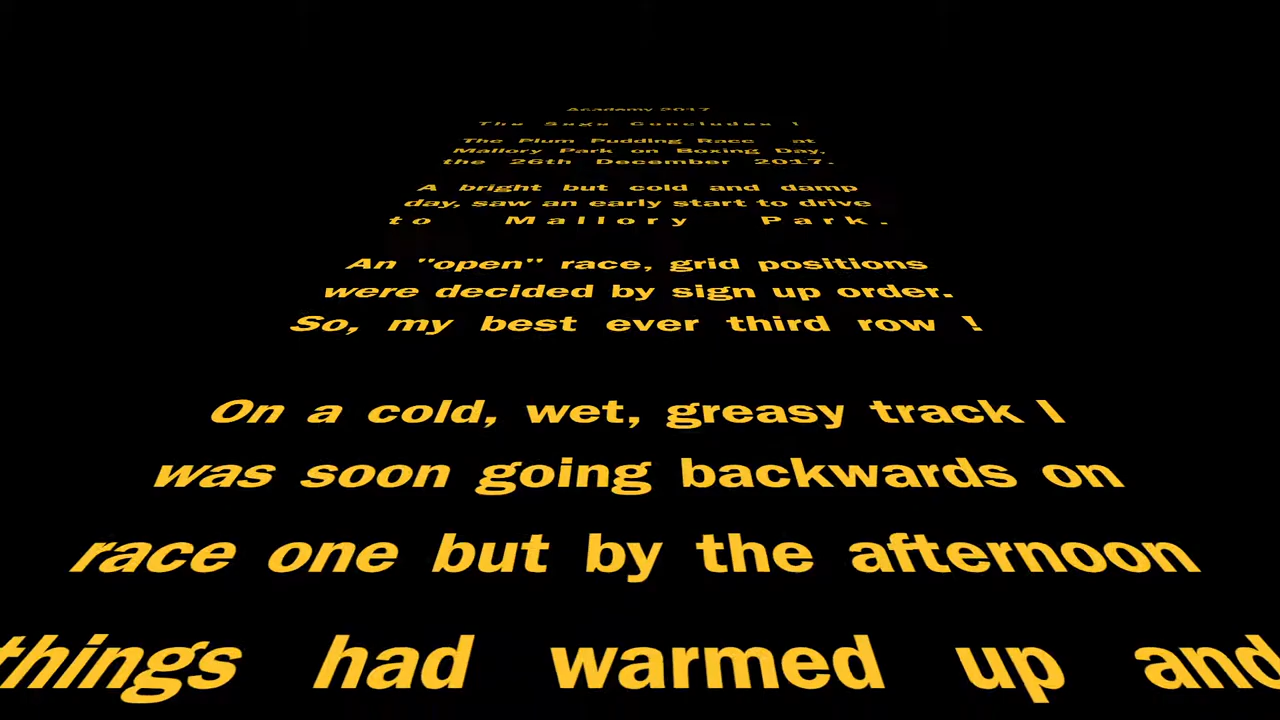 Academy 2017
The Saga Concludes !
The Plum Pudding Race at
Mallory Park on Boxing Day,
the 26th December 2017.
A bright but cold and damp
day, saw an early start to drive
to Mallory Park.
An "open" race, grid positions
were decided by sign up order.
So, my best ever third row !
On a cold, wet, greasy track I
was soon going backwards on
race one but by the afternoon
things had warmed up and